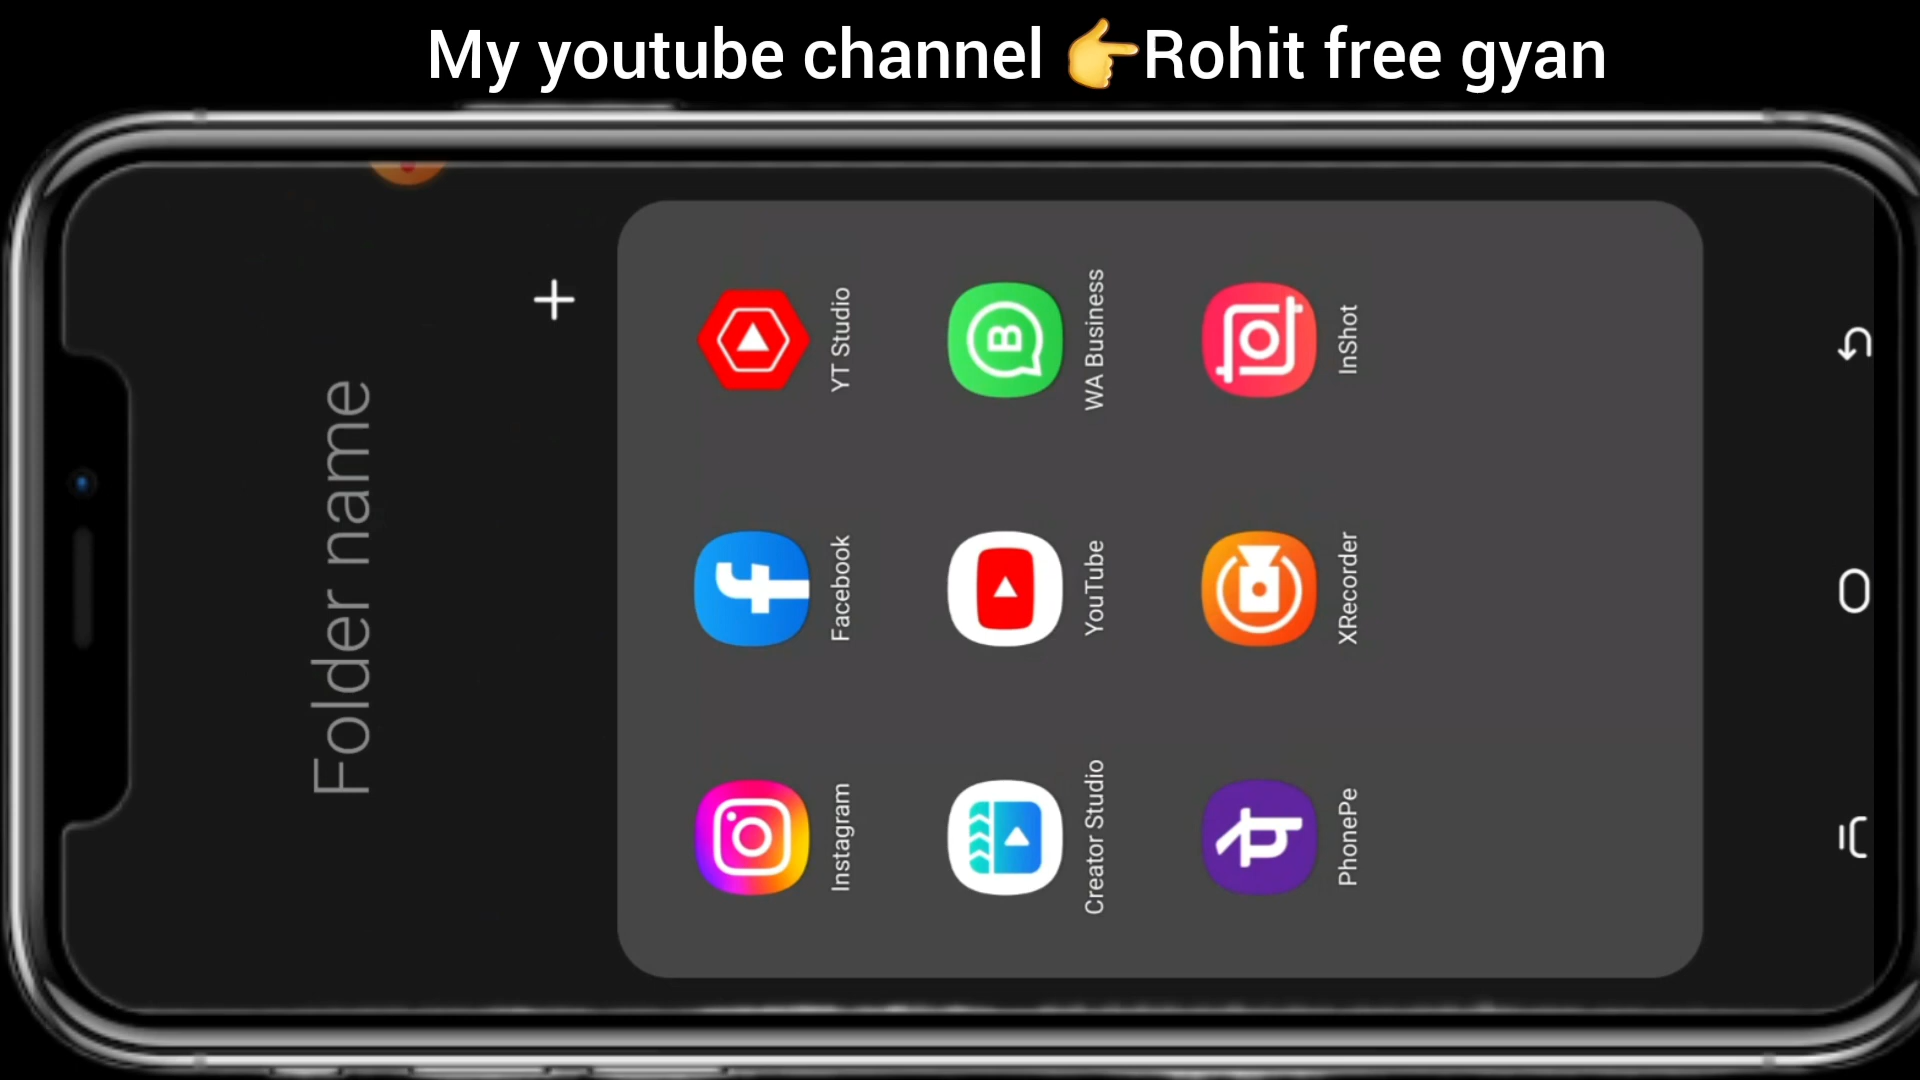 My youtube channel 👉Rohit free gyan
Folder name
Instagram
Facebook
YT Studio
Creator Studio
YouTube
WA Business
PhonePe
XRecorder
InShot